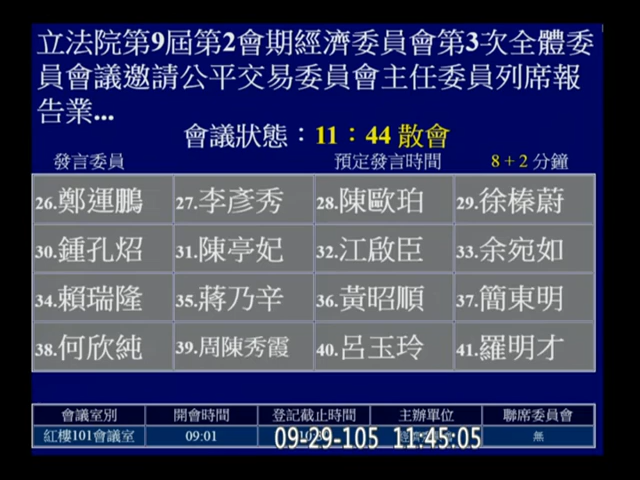 立法院第9屆第2會期經濟委員會第3次全體委
員會議邀請公平交易委員會主任委員列席報
告業...
會議狀態：11：44散會
發言委員 預定發言時間 8+2分鐘
26.鄭運鵬 27.李彥秀 28.陳歐珀 29.徐榛蔚
30.鍾孔炤 31.陳亭妃 32.江啟臣 33.余宛如
34.賴瑞隆 35.蔣乃辛 36.黃昭順 37.簡東明
38.何欣純 39.周陳秀霞 40.呂玉玲 41.羅明才
會議室別 開會時間 登記截止時間 主辦單位 聯席委員會
紅樓101會議室 09:01 無
09-29-105 11:45:05